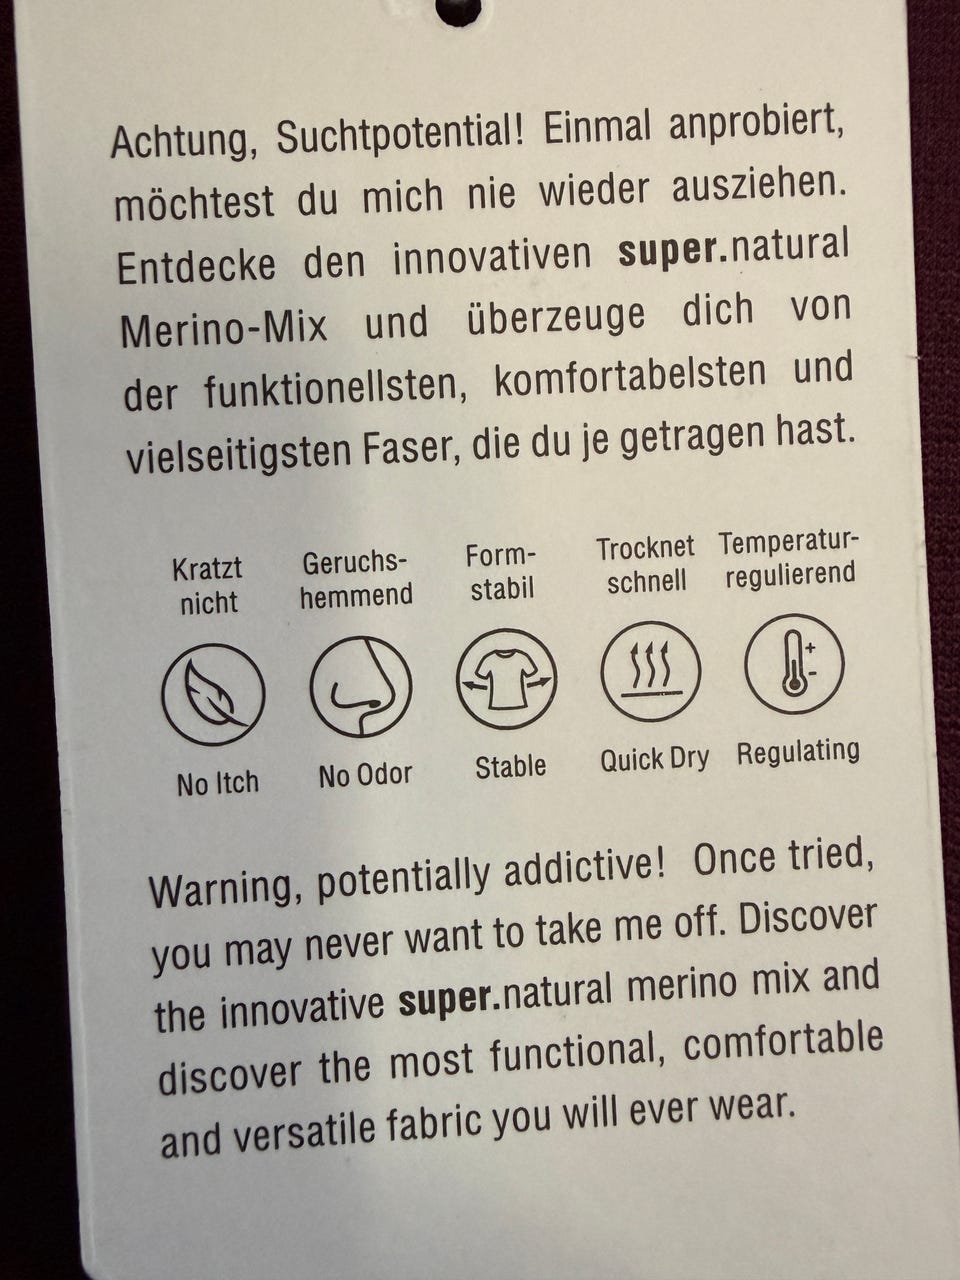 Achtung, Suchtpotential! Einmal anprobiert,
möchtest du mich nie wieder ausziehen.
Entdecke den innovativen super.natural
Merino-Mix und überzeuge dich von
der funktionellsten, komfortabelsten und
vielseitigsten Faser, die du je getragen hast.
Kratzt nicht
Geruchs-hemmend
Form-stabil
Trocknet schnell
Temperatur-regulierend
No Itch
No Odor
Stable
Quick Dry
Regulating
Warning, potentially addictive! Once tried,
you may never want to take me off. Discover
the innovative super.natural merino mix and
discover the most functional, comfortable
and versatile fabric you will ever wear.